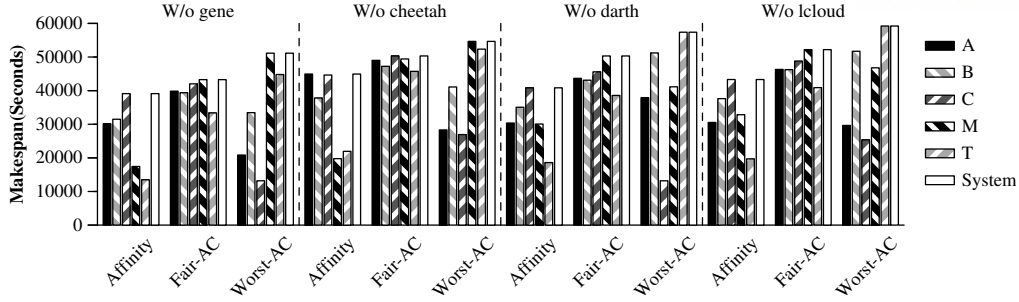 W/o gene W/o cheetah W/o darth W/o lcloud
Makespan(Seconds)
60000
50000
40000
30000
20000
10000
0
Affinity Fair-AC Worst-AC Affinity Fair-AC Worst-AC Affinity Fair-AC Worst-AC Affinity Fair-AC Worst-AC
A
B
C
M
T
System